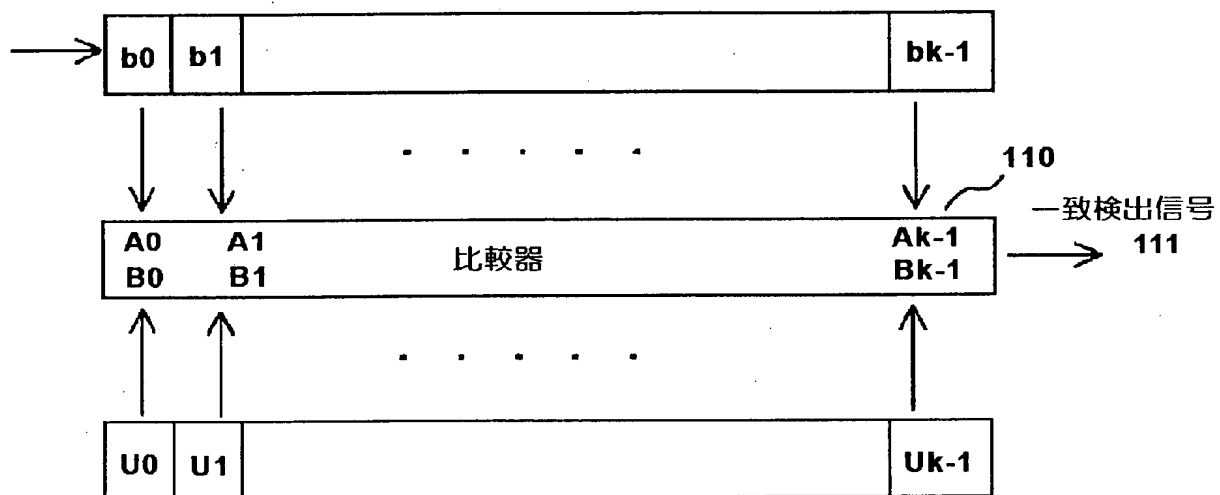 b0 b1 bk-1
110
一致検出信号
111
A0 A1 Ak-1
比較器
B0 B1 Bk-1
U0 U1 Uk-1